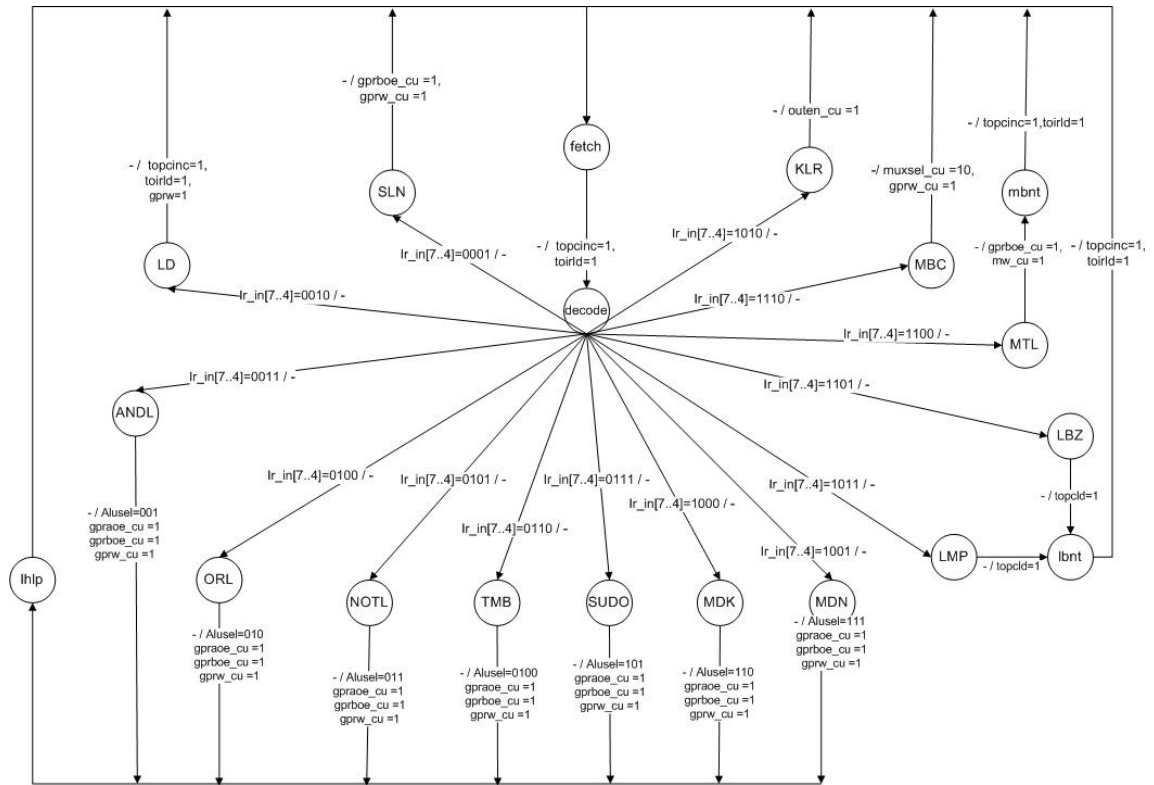 - / gprboe_cu =1,
gprw_cu =1
- / outen_cu =1
- / topcinc=1,toirld=1
fetch
- / topcinc=1,
toirld=1,
gprw=1
SLN
KLR
- / muxsel_cu =10,
gprw_cu =1
mbnt
Ir_in[7..4]=1010 / -
Ir_in[7..4]=0001 / -
- / topcinc=1,
toirld=1
- / gprboe_cu =1,
mw_cu =1
- / topcinc=1,
toirld=1
LD
MBC
Ir_in[7..4]=0010 / -
Ir_in[7..4]=1110 / -
decode
Ir_in[7..4]=1100 / -
MTL
Ir_in[7..4]=0011 / -
Ir_in[7..4]=1101 / -
ANDL
LBZ
Ir_in[7..4]=0100 / -
Ir_in[7..4]=0101 / -
Ir_in[7..4]=0111 / -
Ir_in[7..4]=1000 / -
Ir_in[7..4]=1011 / -
- / topcld=1
- / Alusel=001
gpraoe_cu =1
gprboe_cu =1
gprw_cu =1
Ir_in[7..4]=0110 / -
Ir_in[7..4]=1001 / -
LMP
- / topcld=1
lbnt
lhlp
ORL
NOTL
TMB
SUDO
MDK
MDN
- / Alusel=010
gpraoe_cu =1
gprboe_cu =1
gprw_cu =1
- / Alusel=011
gpraoe_cu =1
gprboe_cu =1
gprw_cu =1
- / Alusel=0100
gpraoe_cu =1
gprboe_cu =1
gprw_cu =1
- / Alusel=101
gpraoe_cu =1
gprboe_cu =1
gprw_cu =1
- / Alusel=110
gpraoe_cu =1
gprboe_cu =1
gprw_cu =1
- / Alusel=111
gpraoe_cu =1
gprboe_cu =1
gprw_cu =1